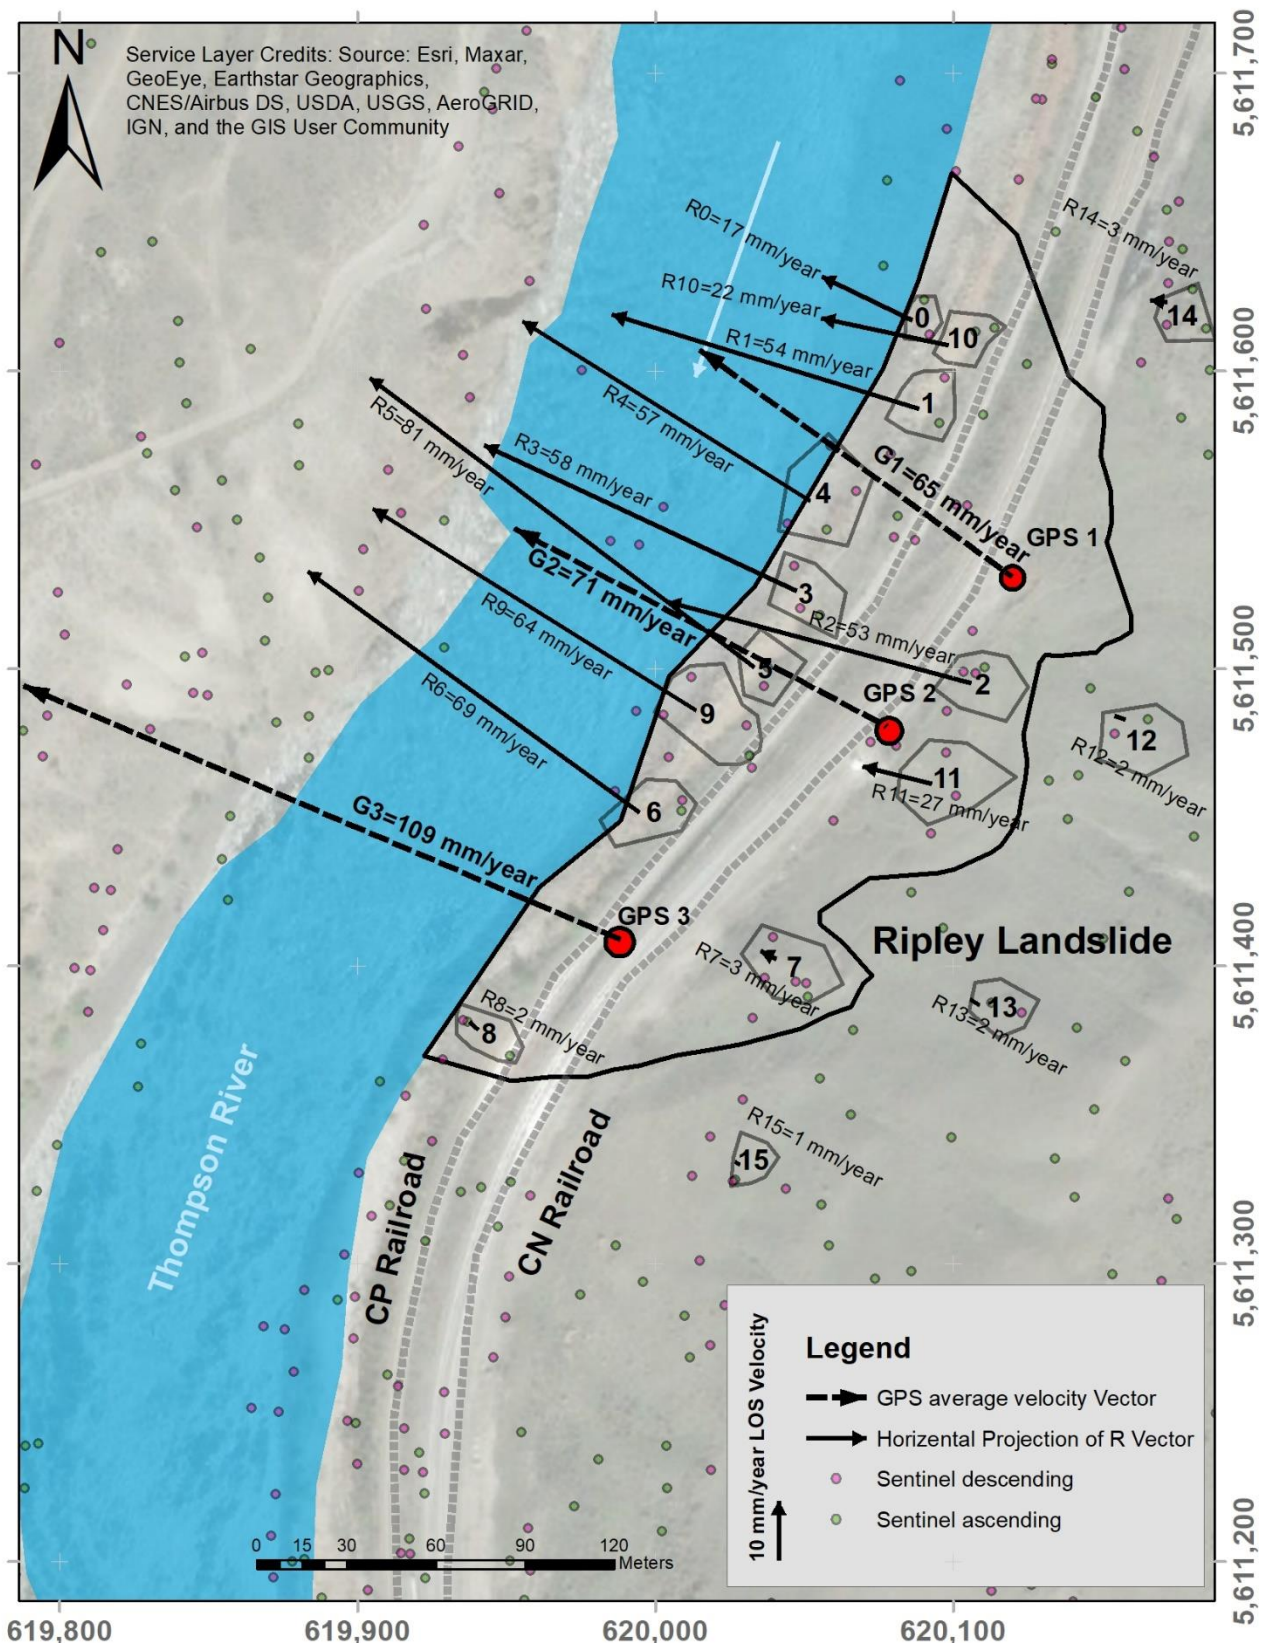 N
Service Layer Credits: Source: Esri, Maxar,
GeoEye, Earthstar Geographics,
CNES/Airbus DS, USDA, USGS, AeroGRID,
IGN, and the GIS User Community
5,611,700
R0=17 mm/year
R14=3 mm/year
R10=22 mm/year
0
14
10
R1=54 mm/year
5,611,600
1
R4=57 mm/year
R5=81 mm/year
R3=58 mm/year
G1=65 mm/year
4
GPS 1
G2=71 mm/year
3
R9=64 mm/year
R2=53 mm/year
5,611,500
5
2
R6=69 mm/year
GPS 2
9
12
R12=2 mm/year
11
R11=27 mm/year
G3=109 mm/year
6
GPS 3
Ripley Landslide
R7=3 mm/year
7
5,611,400
R8=2 mm/year
8
13
R13=2 mm/year
Thompson River
R15=1 mm/year
15
CP Railroad
CN Railroad
5,611,300
Legend
10 mm/year LOS Velocity
GPS average velocity Vector
Horizental Projection of R Vector
Sentinel descending
Sentinel ascending
0 15 30 60 90 120
Meters
5,611,200
619,800 619,900 620,000 620,100